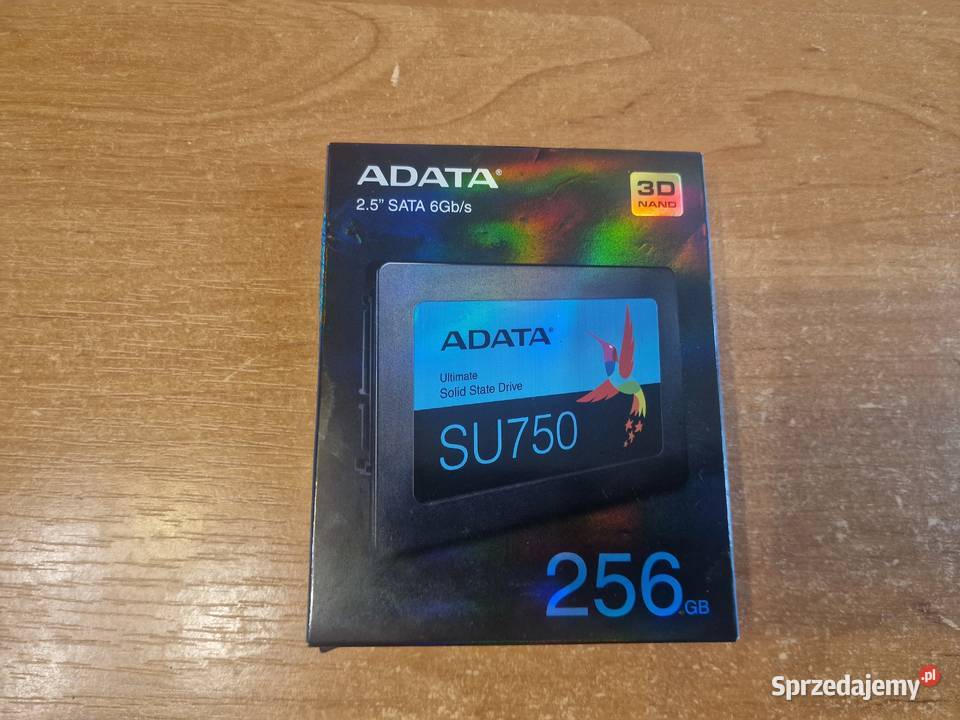 ADATA®
2.5” SATA 6Gb/s
3D
NAND
ADATA®
Ultimate
Solid State Drive
SU750
256GB
Sprzedajemy.pl